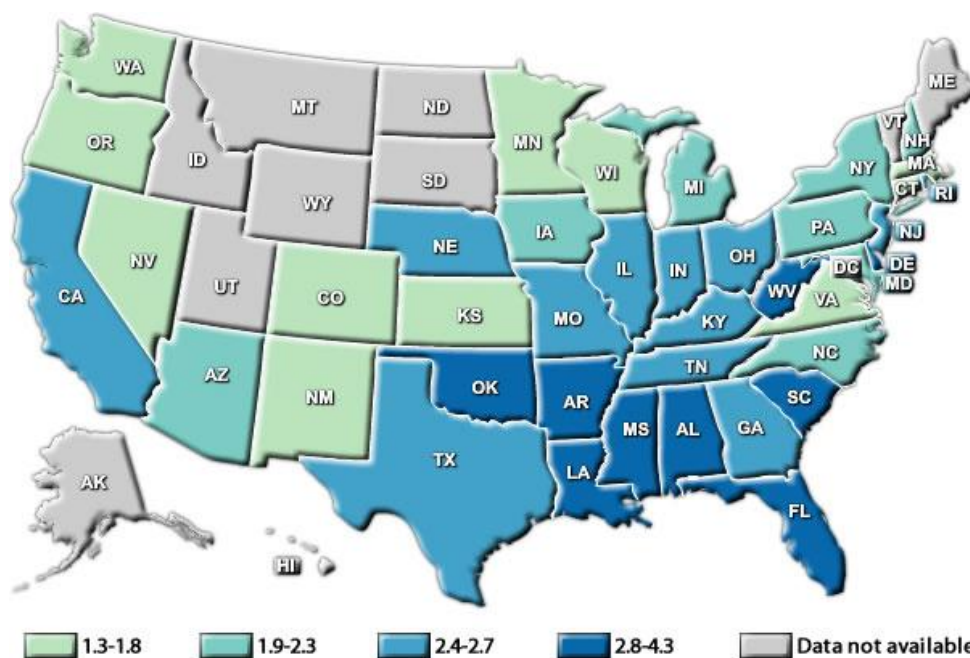 WA
MT
ND
ME
OR
ID
MN
VT
NH
SD
WI
NY
MA
WY
MI
CT
RI
IA
PA
NE
NJ
NV
IL
IN
OH
DE
DC
MD
UT
CO
WV
CA
KS
MO
KY
VA
AZ
NM
OK
TN
NC
AR
SC
MS
AL
GA
TX
LA
AK
FL
HI
1.3-1.8
1.9-2.3
2.4-2.7
2.8-4.3
Data not available